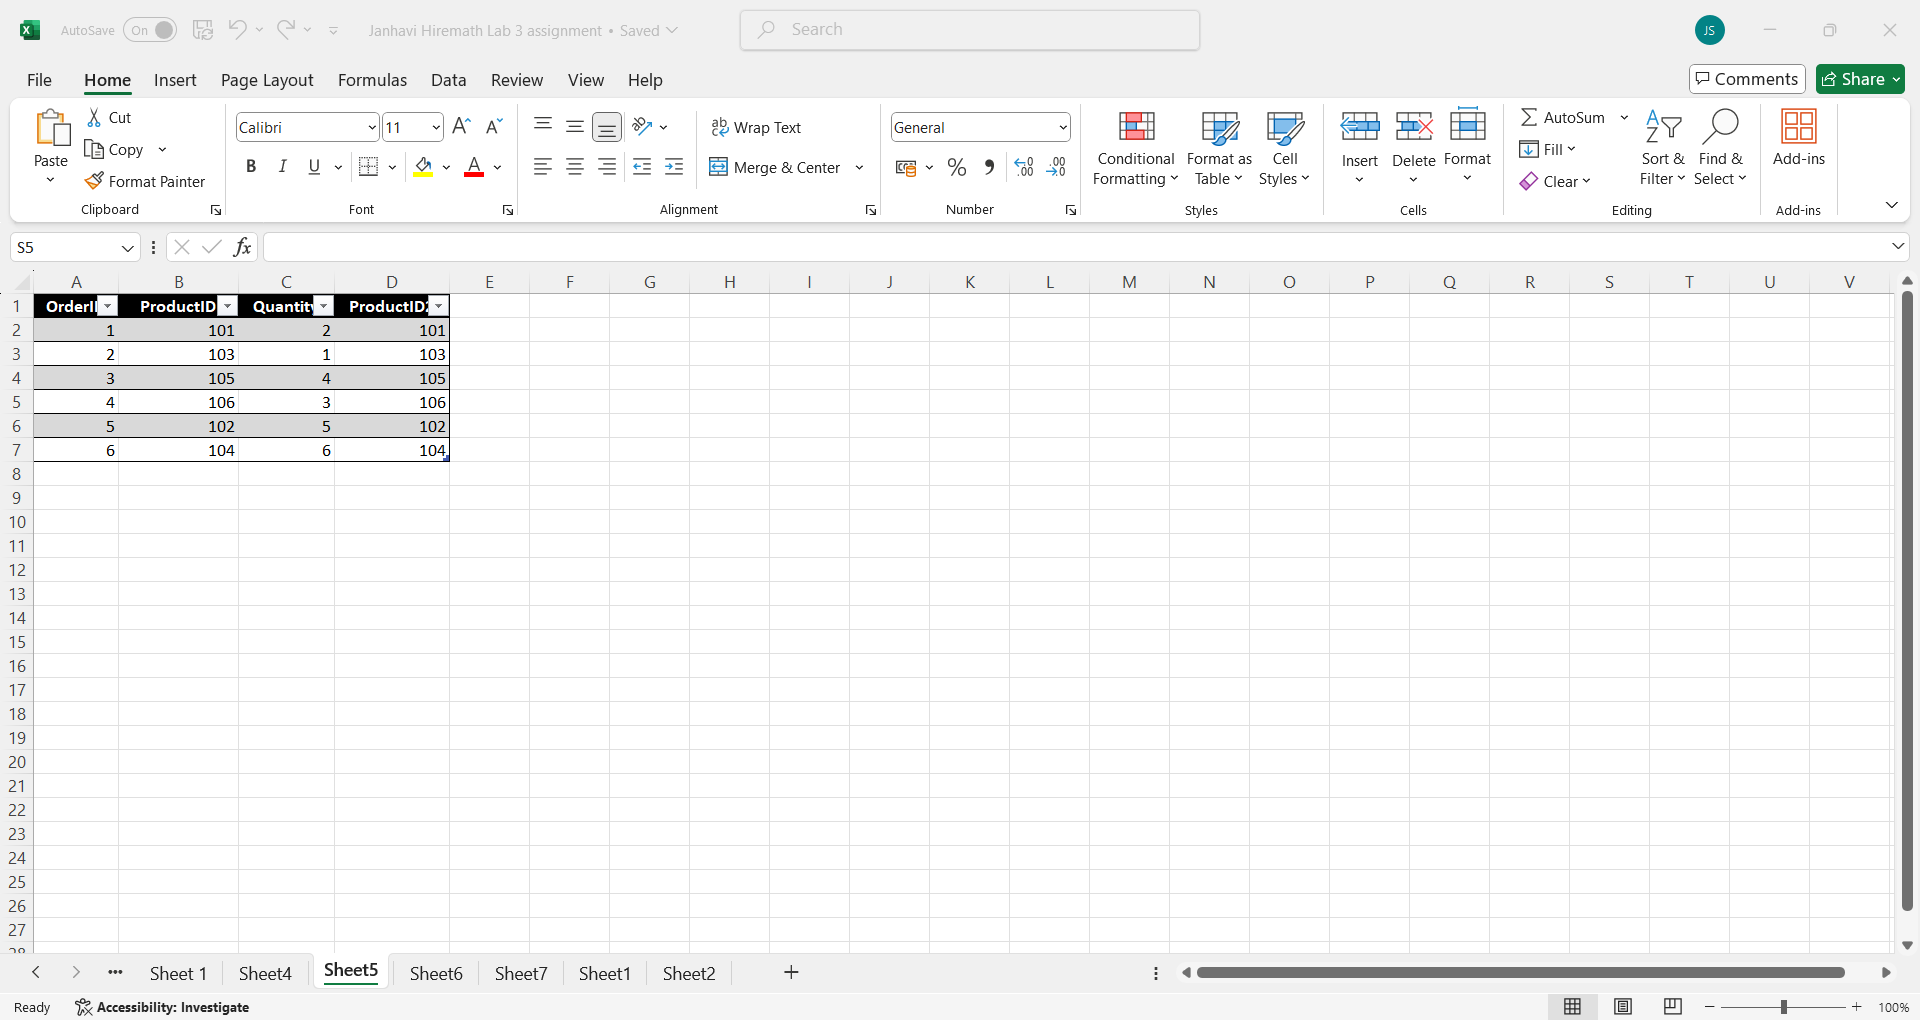 AutoSave On Janhavi Hiremath Lab 3 assignment • Saved Search JS
File Home Insert Page Layout Formulas Data Review View Help Comments Share
Paste Cut Copy Format Painter Clipboard
Calibri 11 A A B I U A Font
ab Wrap Text Merge & Center Alignment
General % Number
Conditional Formatting Format as Table Cell Styles Styles
Insert Delete Format Cells
AutoSum Fill Clear Sort & Filter Find & Select Editing
Add-ins Add-ins
S5 fx
A B C D E F G H I J K L M N O P Q R S T U V
1 ProductID
2 1 101 2 101
3 2 103 1 103
4 3 105 4 105
5 4 106 3 106
6 5 102 5 102
7 6 104 6 104
8
9
10
11
12
13
14
15
16
17
18
19
20
21
22
23
24
25
26
27
Sheet 1 Sheet4 Sheet5 Sheet6 Sheet7 Sheet1 Sheet2
Ready Accessibility: Investigate 100%